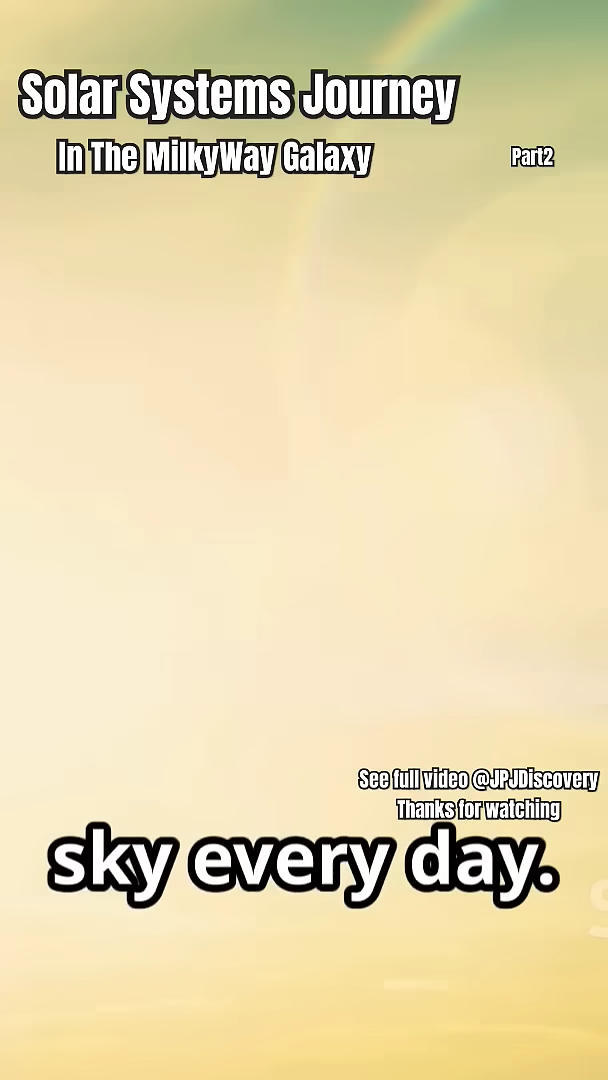 Solar Systems Journey
In The MilkyWay Galaxy
Part2
See full video @JPJDiscovery
Thanks for watching
sky every day.